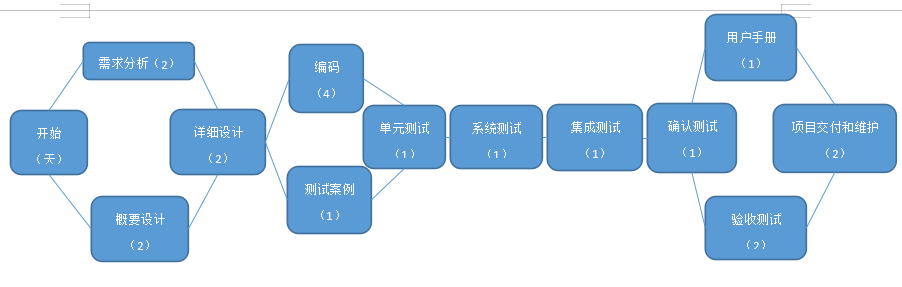 开始
（天）
需求分析（2）
概要设计
（2）
详细设计
（2）
编码
（4）
测试案例
（1）
单元测试
（1）
系统测试
（1）
集成测试
（1）
确认测试
（1）
用户手册
（1）
验收测试
（2）
项目交付和维护
（2）